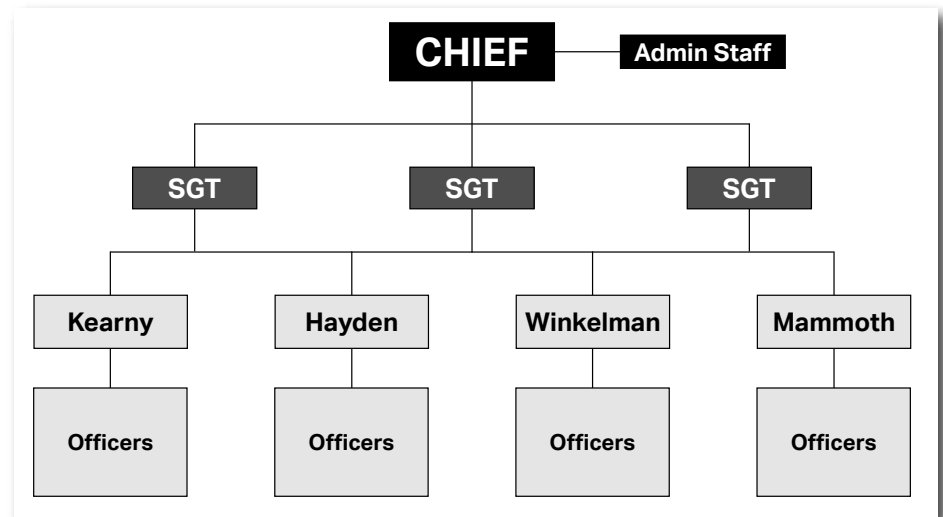 CHIEF
Admin Staff
SGT
SGT
SGT
Kearny
Hayden
Winkelman
Mammoth
Officers
Officers
Officers
Officers